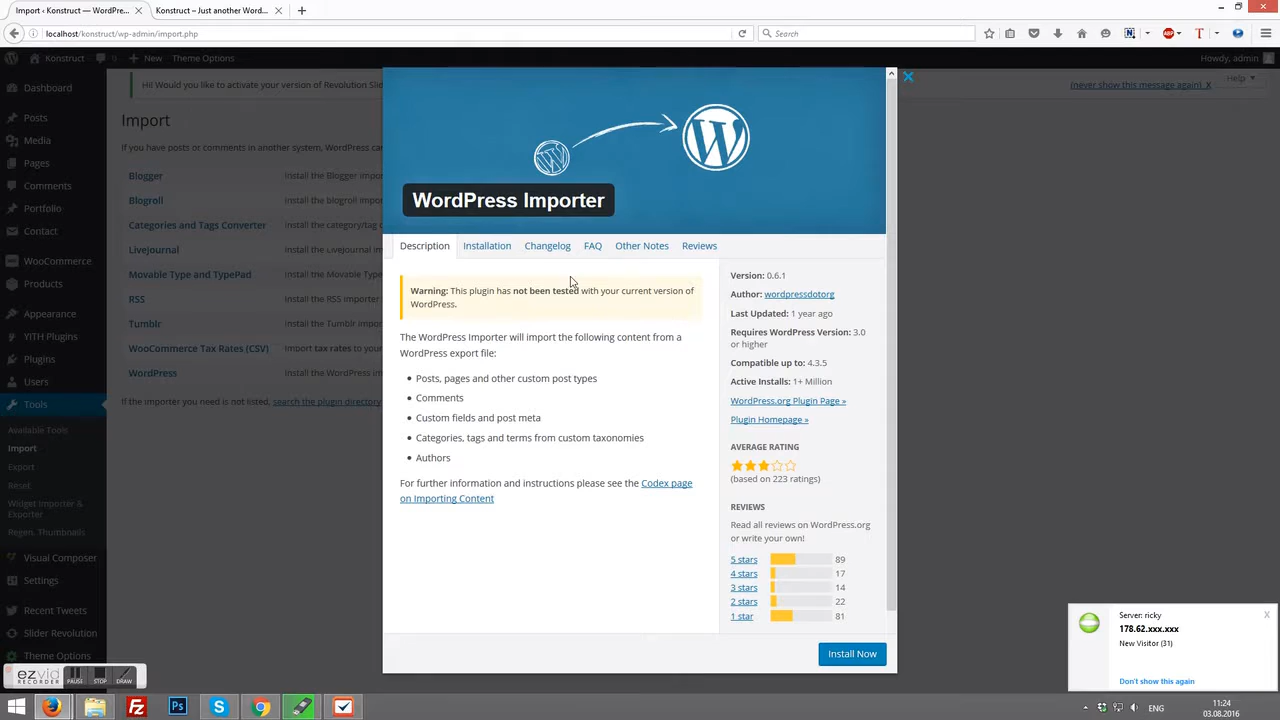 Import ‹ Konstruct — WordPre...
Konstruct – Just another Word...
localhost/konstruct/wp-admin/import.php
Search
Konstruct
0
New
Theme Options
Howdy, admin
Dashboard
Posts
Media
Pages
Comments
Portfolio
Contact
WooCommerce
Products
Appearance
YITH Plugins
Plugins
Users
Tools
Available Tools
Import
Export
Reset
Widget Importer &
Exporter
Regen. Thumbnails
Visual Composer
Settings
Recent Tweets
Slider Revolution
Theme Options
Hi! Would you like to activate your version of Revolution Slid
(never show this message again) X
Help
Import
If you have posts or comments in another system, WordPress can
Blogger Install the Blogger impor
Blogroll Install the blogroll impor
Categories and Tags Converter Install the category/tag c
LiveJournal Install the LiveJournal im
Movable Type and TypePad Install the Movable Type
RSS Install the RSS importer
Tumblr Install the Tumblr impor
WooCommerce Tax Rates (CSV) Import tax rates to your
WordPress Install the WordPress im
If the importer you need is not listed, search the plugin directory
WordPress Importer
Description Installation Changelog FAQ Other Notes Reviews
Warning: This plugin has not been tested with your current version of
WordPress.
The WordPress Importer will import the following content from a
WordPress export file:
Posts, pages and other custom post types
Comments
Custom fields and post meta
Categories, tags and terms from custom taxonomies
Authors
For further information and instructions please see the Codex page
on Importing Content
Version: 0.6.1
Author: wordpressdotorg
Last Updated: 1 year ago
Requires WordPress Version: 3.0
or higher
Compatible up to: 4.3.5
Active Installs: 1+ Million
WordPress.org Plugin Page »
Plugin Homepage »
AVERAGE RATING
(based on 223 ratings)
REVIEWS
Read all reviews on WordPress.org
or write your own!
5 stars 89
4 stars 17
3 stars 14
2 stars 22
1 star 81
Install Now
Server: ricky
178.62.xxx.xxx
New Visitor (31)
Don't show this again
X
ezvid
RECORDER
PAUSE
STOP
DRAW
ENG
11:24
03.08.2016